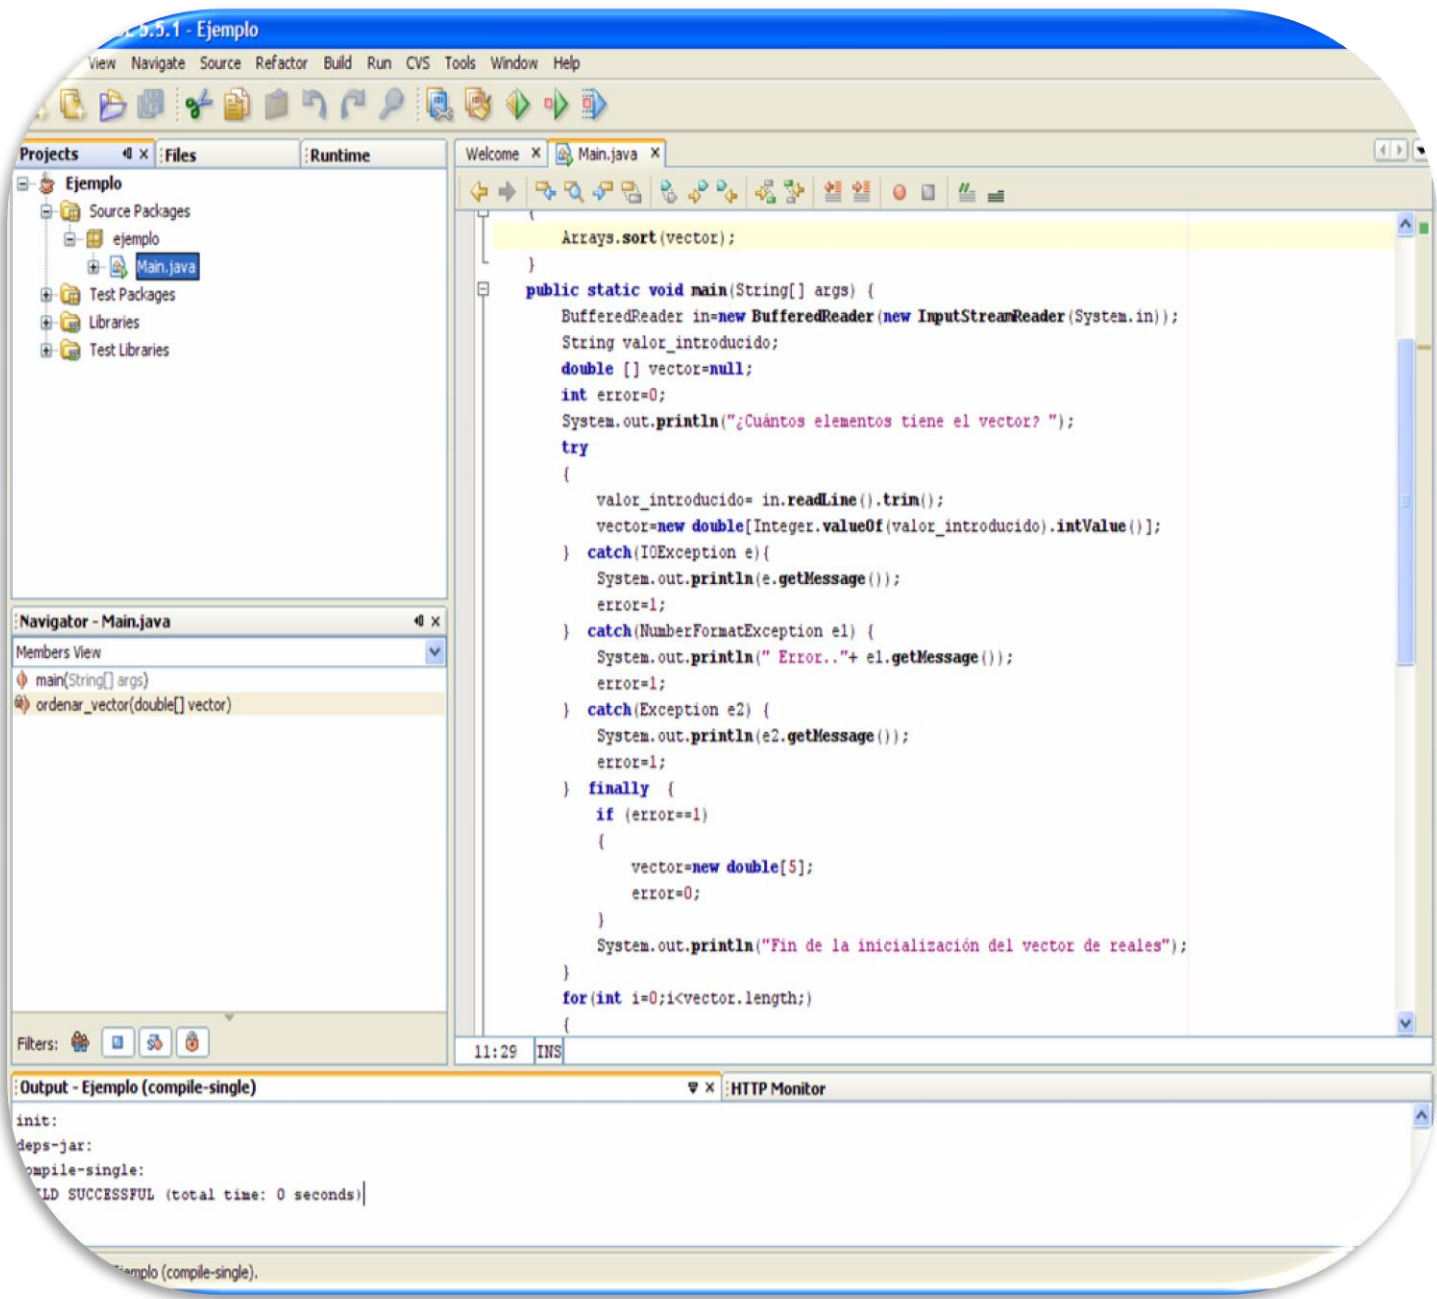 5.5.1 - Ejemplo
View Navigate Source Refactor Build Run CVS Tools Window Help
Projects Files Runtime
Ejemplo
Source Packages
ejemplo
Main.java
Test Packages
Libraries
Test Libraries
Navigator - Main.java
Members View
main(String[] args)
ordenar_vector(double[] vector)
Filters:
Welcome Main.java
{
Arrays.sort(vector);
}
public static void main(String[] args) {
BufferedReader in=new BufferedReader(new InputStreamReader(System.in));
String valor_introducido;
double [] vector=null;
int error=0;
System.out.println("¿Cuántos elementos tiene el vector? ");
try
{
valor_introducido= in.readLine().trim();
vector=new double[Integer.valueOf(valor_introducido).intValue()];
} catch(IOException e){
System.out.println(e.getMessage());
error=1;
} catch(NumberFormatException e1) {
System.out.println(" Error.."+ e1.getMessage());
error=1;
} catch(Exception e2) {
System.out.println(e2.getMessage());
error=1;
} finally {
if (error==1)
{
vector=new double[5];
error=0;
}
System.out.println("Fin de la inicialización del vector de reales");
}
for(int i=0;i<vector.length;)
{
11:29 INS
Output - Ejemplo (compile-single) HTTP Monitor
init:
deps-jar:
ompile-single:
LD SUCCESSFUL (total time: 0 seconds)
Ejemplo (compile-single).